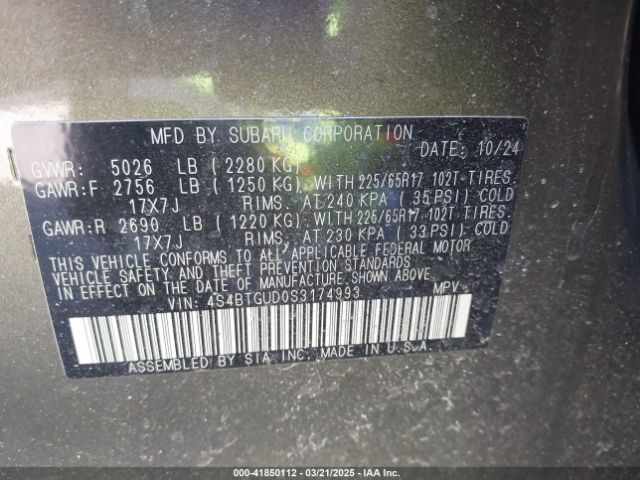 MFD BY SUBARU CORPORATION
DATE: 10/24
GVWR: 5026 LB ( 2280 KG)
GAWR:F 2756 LB ( 1250 KG). WITH 225/65R17 102T TIRES.
17X7J RIMS, AT 240 KPA ( 35 PSI) COLD
GAWR:R 2690 LB ( 1220 KG). WITH 225/65R17 102T TIRES.
17X7J RIMS, AT 230 KPA ( 33 PSI) COLD
THIS VEHICLE CONFORMS TO ALL APPLICABLE FEDERAL MOTOR
VEHICLE SAFETY AND THEFT PREVENTION STANDARDS
IN EFFECT ON THE DATE OF MANUFACTURE SHOWN ABOVE.
VIN: 4S4BTGUD0S3174993 MPV
ASSEMBLED BY SIA, INC. MADE IN U.S.A.
000-41850112 — 03/21/2025 — IAA Inc.